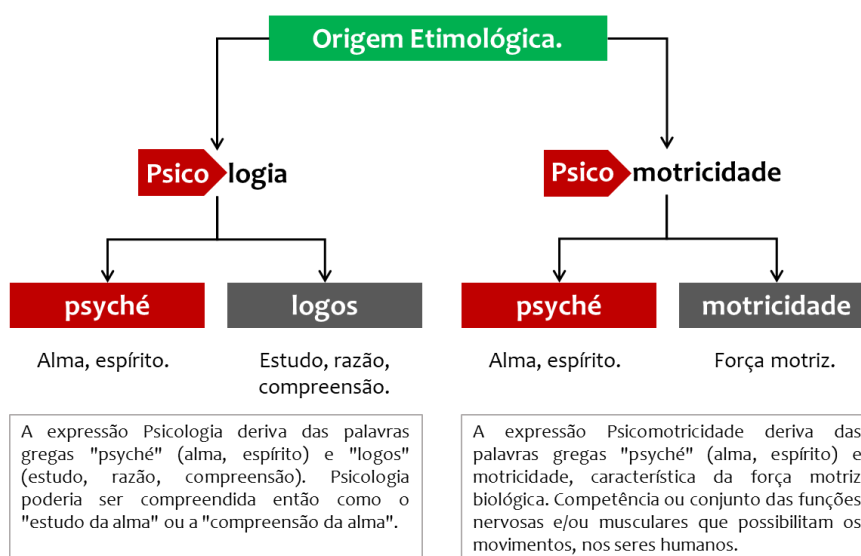 Origem Etimológica.
Psico logia
psyché
logos
Alma, espírito.
Estudo, razão,
compreensão.
A expressão Psicologia deriva das palavras
gregas "psyché" (alma, espírito) e "logos"
(estudo, razão, compreensão). Psicologia
poderia ser compreendida então como o
"estudo da alma" ou a "compreensão da alma".
Psico motricidade
psyché
motricidade
Alma, espírito.
Força motriz.
A expressão Psicomotricidade deriva das
palavras gregas "psyché" (alma, espírito) e
motricidade, característica da força motriz
biológica. Competência ou conjunto das funções
nervosas e/ou musculares que possibilitam os
movimentos, nos seres humanos.